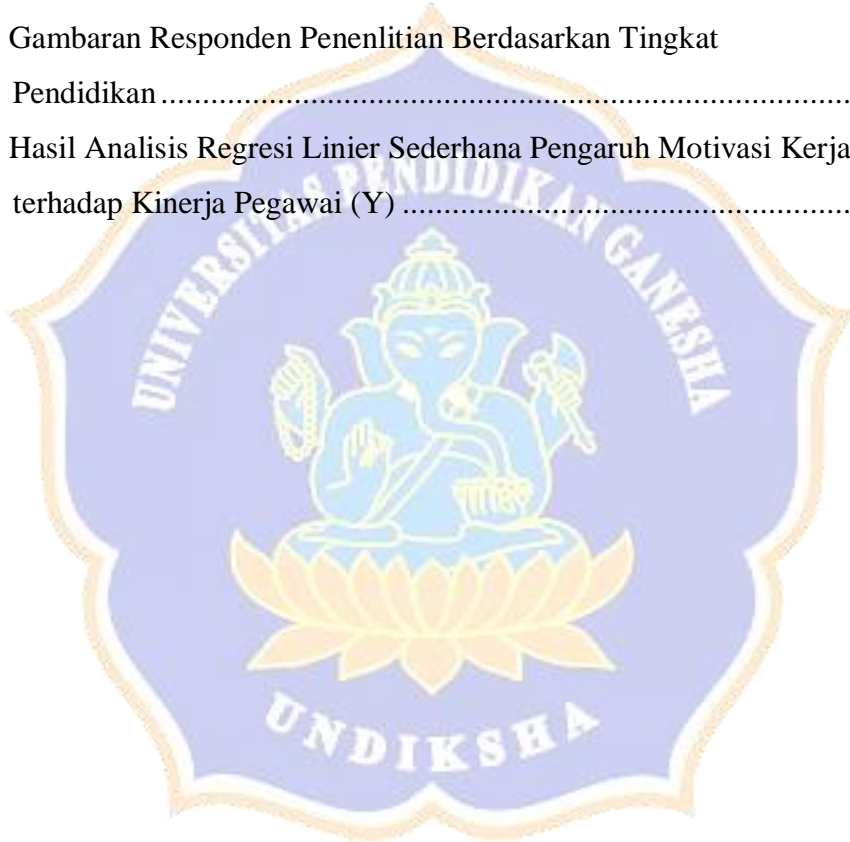 Gambaran Responden Penenlitian Berdasarkan Tingkat
Pendidikan ....................................................................................
Hasil Analisis Regresi Linier Sederhana Pengaruh Motivasi Kerja
terhadap Kinerja Pegawai (Y) ......................................................
UNIVERSITAS PENDIDIKAN GANESHA
UNDIKSHA